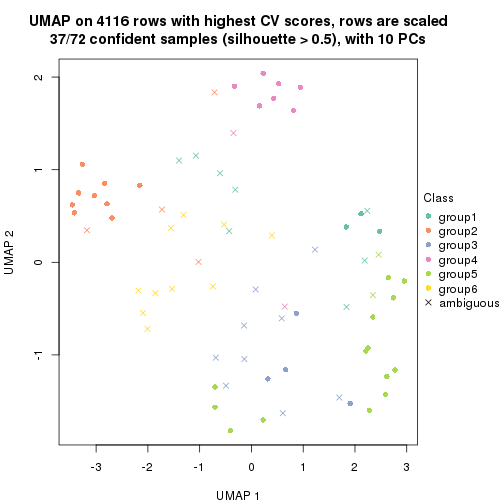 UMAP on 4116 rows with highest CV scores, rows are scaled
37/72 confident samples (silhouette > 0.5), with 10 PCs
2
1
0
-1
UMAP 2
-3
-2
-1
0
1
2
3
UMAP 1
Class
group1
group2
group3
group4
group5
group6
ambiguous